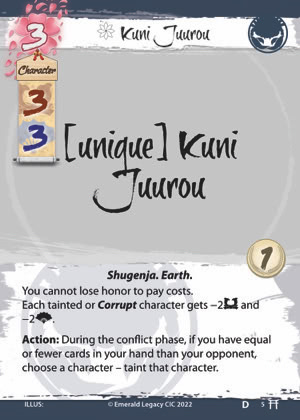 3 Kuni Juurou
Character
3
3
[unique] Kuni
Juurou
1
Shugenja. Earth.
You cannot lose honor to pay costs.
Each tainted or Corrupt character gets –2 and
–2.
Action: During the conflict phase, if you have equal
or fewer cards in your hand than your opponent,
choose a character – taint that character.
ILLUS: © Emerald Legacy CIC 2022 D 5